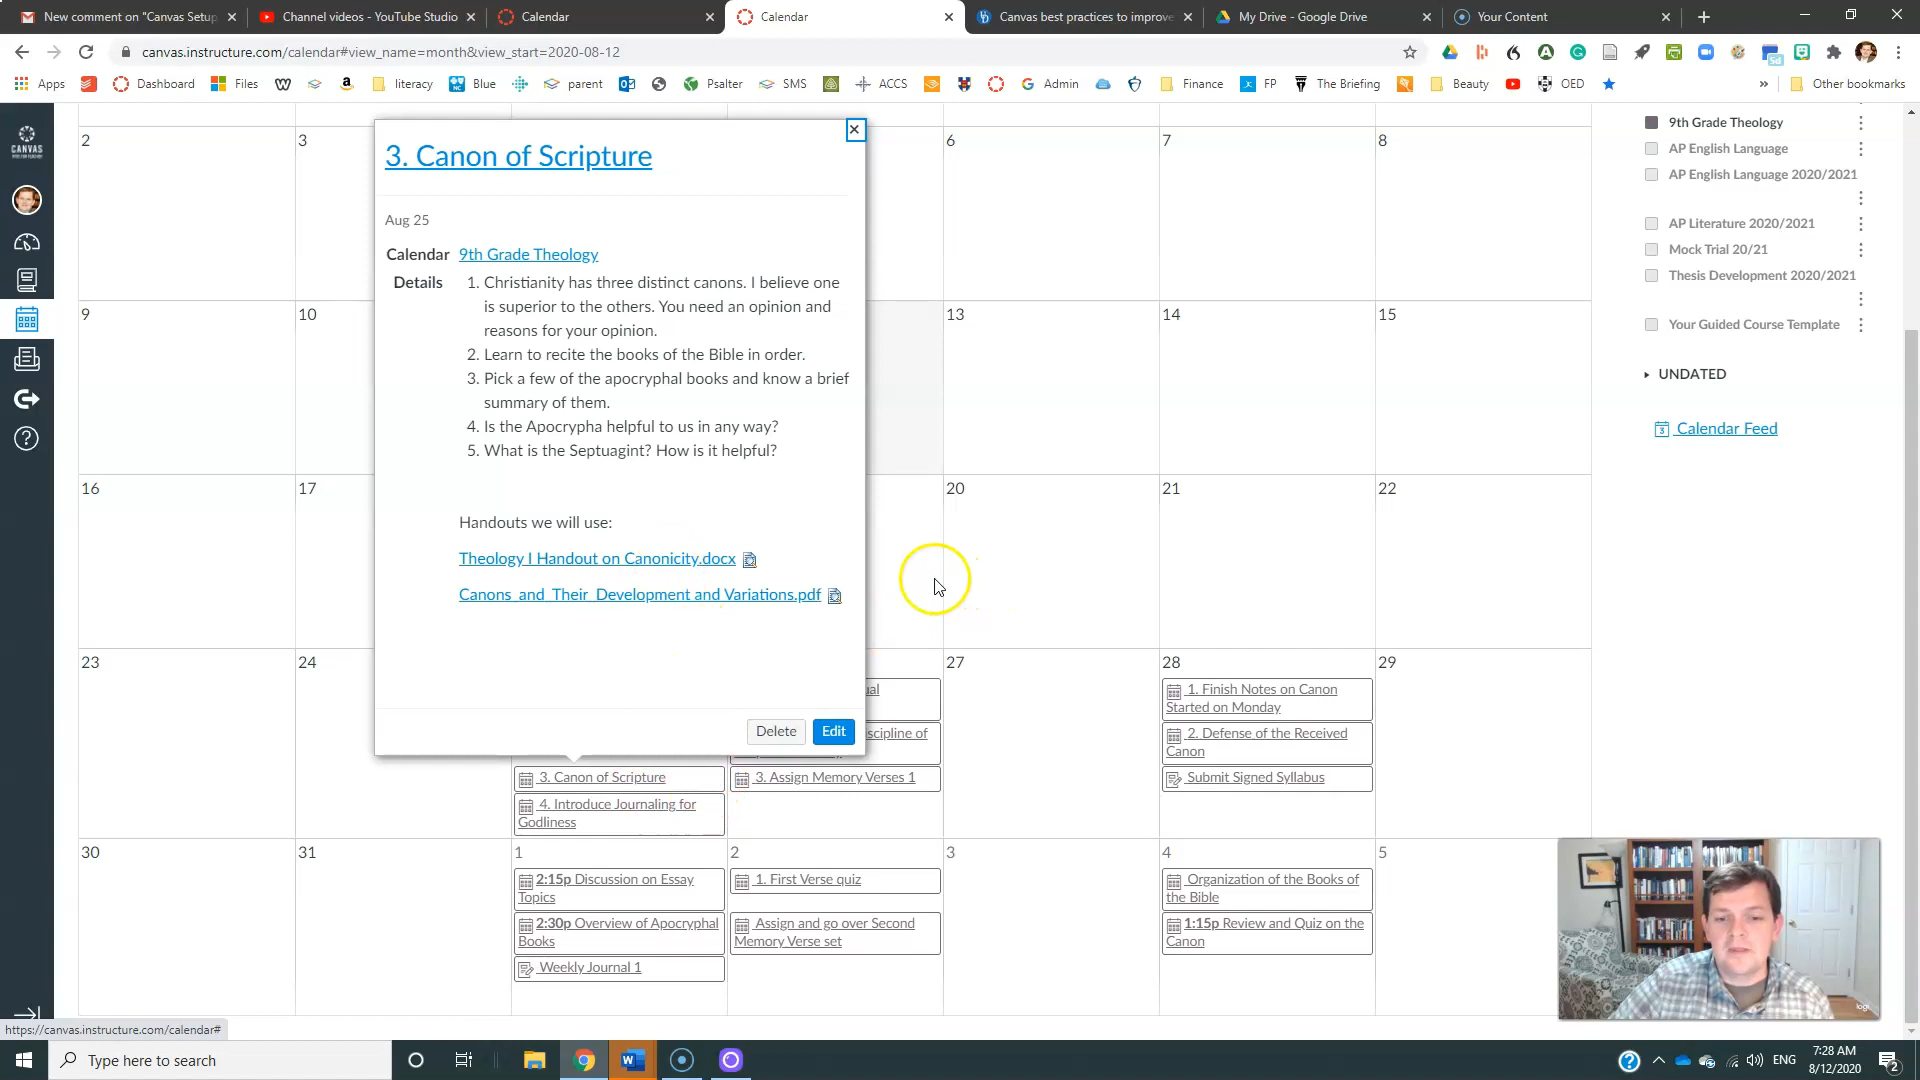 New comment on "Canvas Setup
Channel videos - YouTube Studio
Calendar
Calendar
Canvas best practices to improve
My Drive - Google Drive
Your Content
canvas.instructure.com/calendar#view_name=month&view_start=2020-08-12
Apps
Dashboard
Files
literacy
Blue
parent
Psalter
SMS
ACCS
Admin
Finance
FP
The Briefing
Beauty
OED
»
Other bookmarks
CANVAS
2
3
6
7
8
9
10
13
14
15
16
17
20
21
22
23
24
27
28
29
30
31
1
2
3
4
5
3. Canon of Scripture
Aug 25
Calendar 9th Grade Theology
Details
1. Christianity has three distinct canons. I believe one
is superior to the others. You need an opinion and
reasons for your opinion.
2. Learn to recite the books of the Bible in order.
3. Pick a few of the apocryphal books and know a brief
summary of them.
4. Is the Apocrypha helpful to us in any way?
5. What is the Septuagint? How is it helpful?
Handouts we will use:
Theology I Handout on Canonicity.docx
Canons_and_Their_Development and Variations.pdf
Delete
Edit
3. Canon of Scripture
4. Introduce Journaling for
Godliness
ual
scipline of
3. Assign Memory Verses 1
1. Finish Notes on Canon
Started on Monday
2. Defense of the Received
Canon
Submit Signed Syllabus
2:15p Discussion on Essay
Topics
2:30p Overview of Apocryphal
Books
Weekly Journal 1
1. First Verse quiz
Assign and go over Second
Memory Verse set
Organization of the Books of
the Bible
1:15p Review and Quiz on the
Canon
9th Grade Theology
AP English Language
AP English Language 2020/2021
AP Literature 2020/2021
Mock Trial 20/21
Thesis Development 2020/2021
Your Guided Course Template
UNDATED
Calendar Feed
logi
https://canvas.instructure.com/calendar#
Type here to search
ENG
7:28 AM
8/12/2020
2